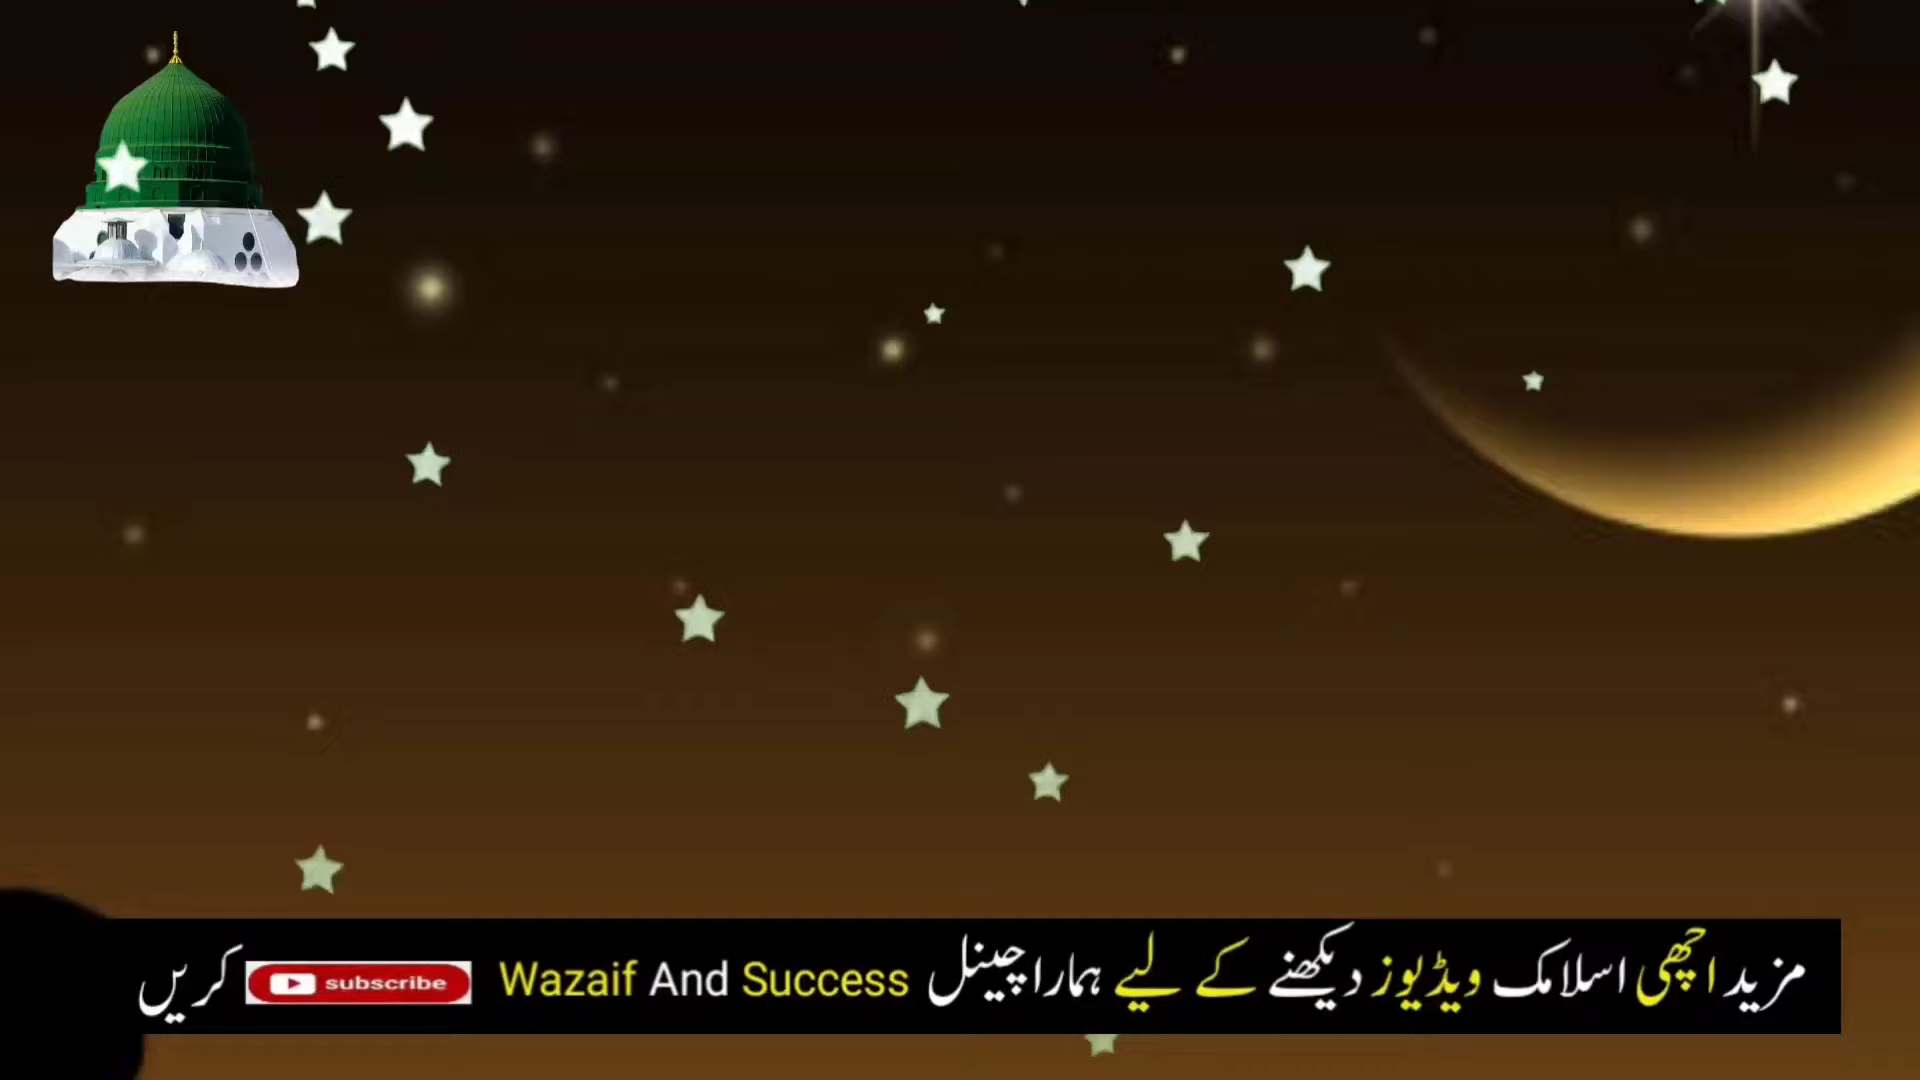 مزید اچھی اسلامک ویڈیوز دیکھنے کے لیے ہمارا چینل Wazaif And Success subscribe کریں